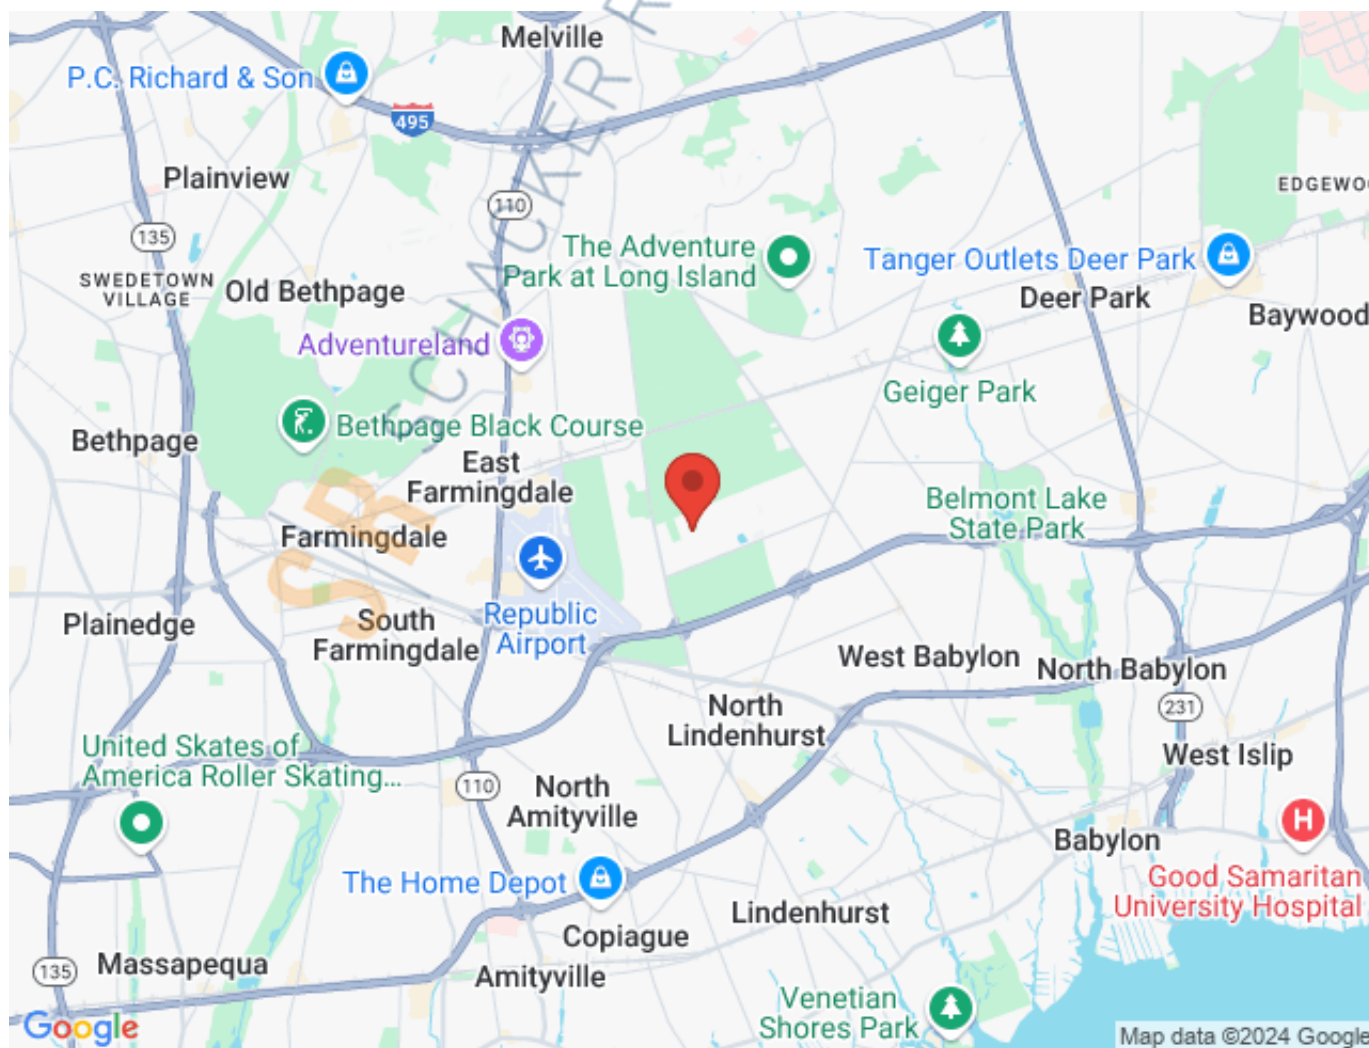 Melville
P.C. Richard & Son
495
Plainview
110
135
EDGEWO
The Adventure
Park at Long Island
Tanger Outlets Deer Park
SWEDETOWN
VILLAGE
Old Bethpage
Deer Park
Baywood
Adventureland
Geiger Park
Bethpage Black Course
Bethpage
East
Farmingdale
Belmont Lake
State Park
Farmingdale
Republic
Airport
Plainedge
South
Farmingdale
West Babylon
North Babylon
North
Lindenhurst
231
United Skates of
America Roller Skating...
West Islip
110
North
Amityville
Babylon
The Home Depot
Good Samaritan
University Hospital
Lindenhurst
Copiague
135
Massapequa
Amityville
Venetian
Shores Park
Google
Map data ©2024 Google
SR SCHACKER R
H